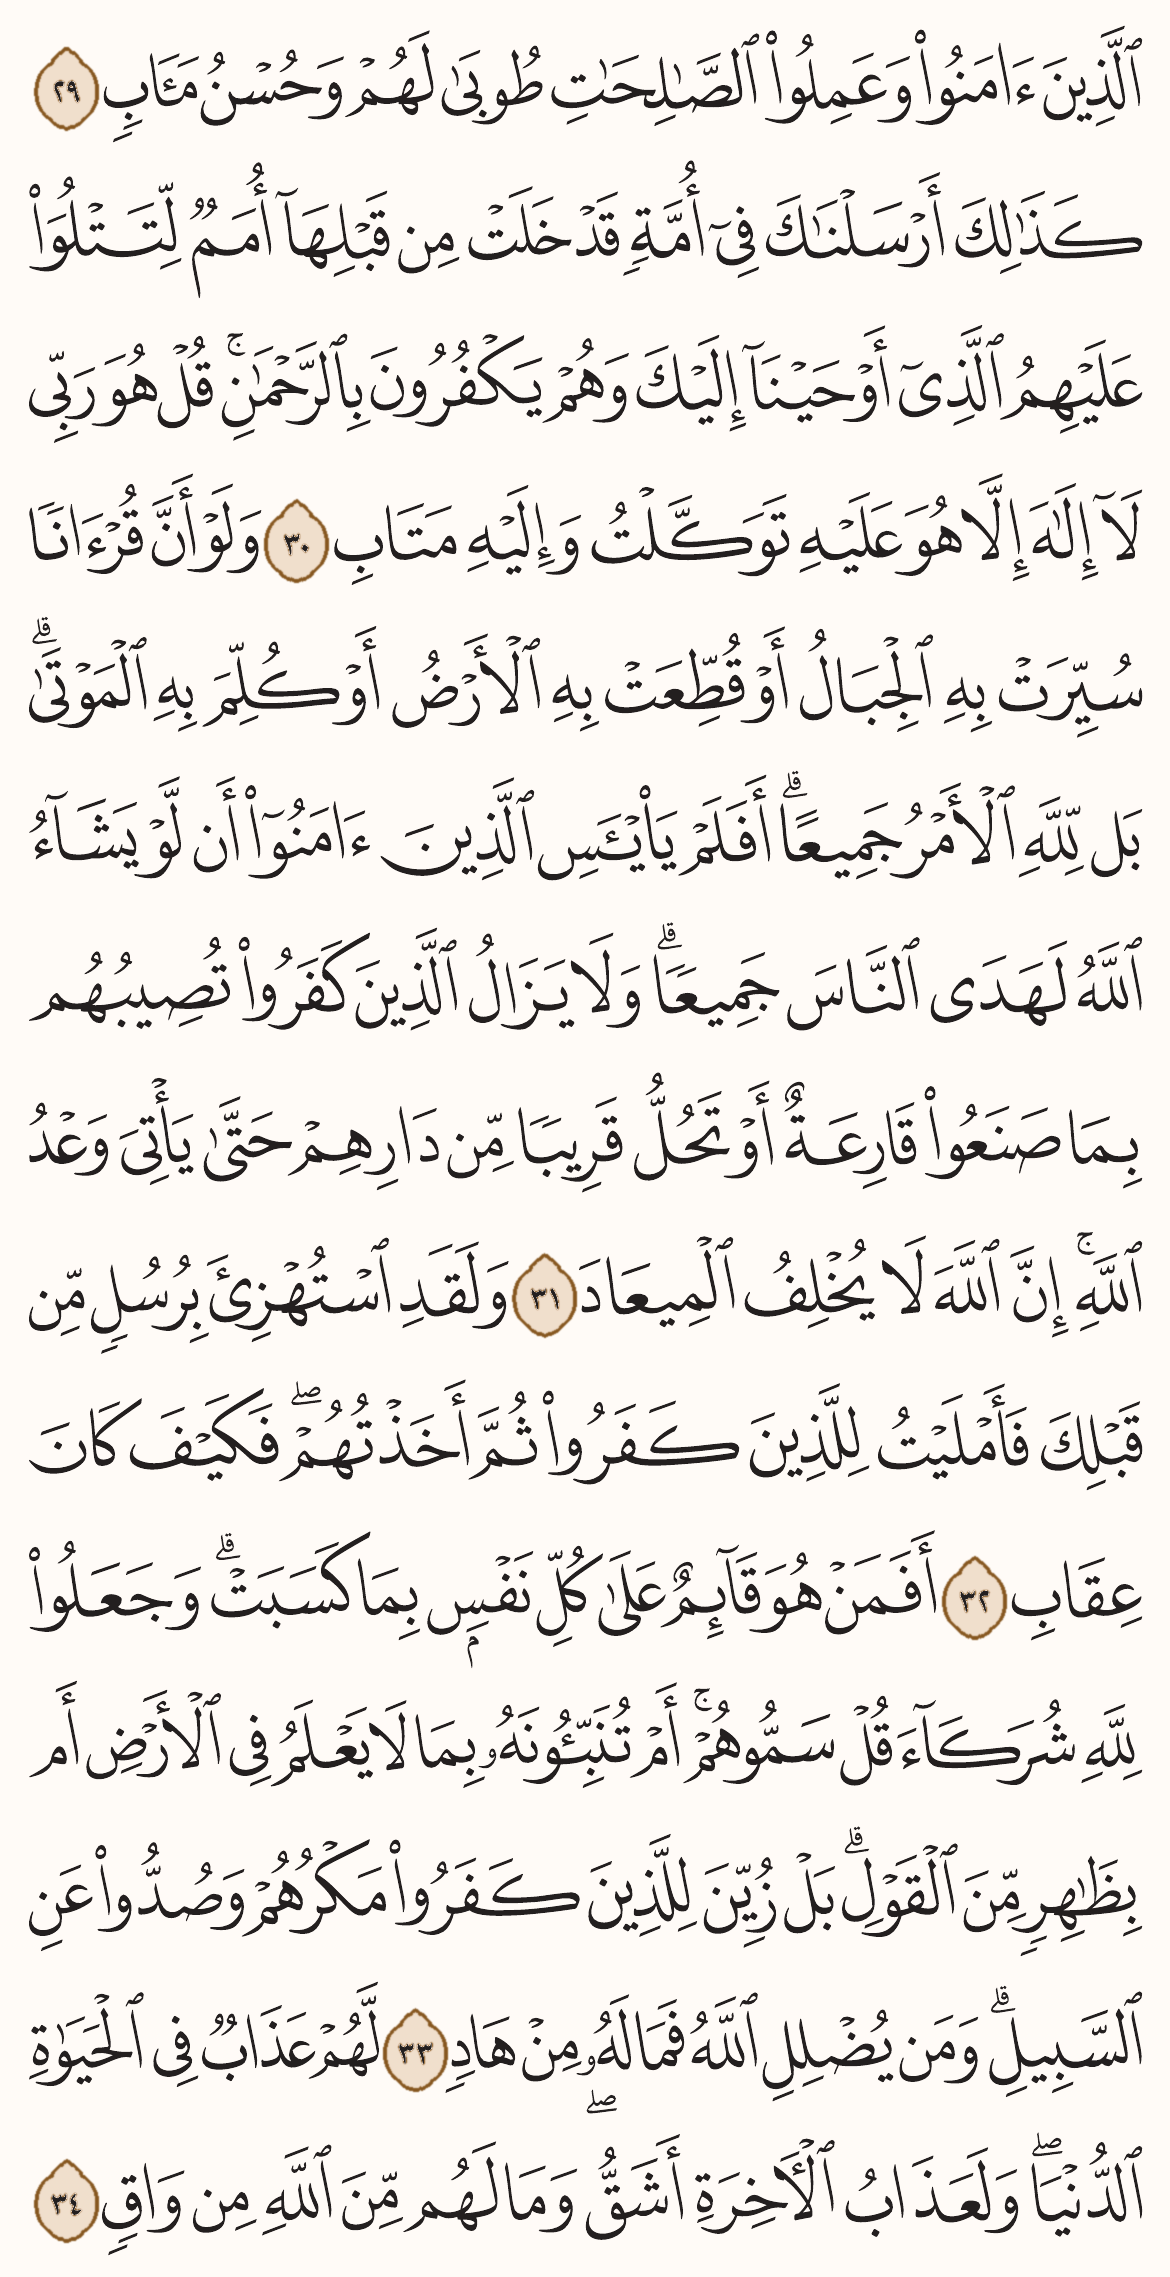 ٱلَّذِينَ ءَامَنُوا۟ وَعَمِلُوا۟ ٱلصَّـٰلِحَـٰتِ طُوبَىٰ لَهُمْ وَحُسْنُ مَـَٔابٍ ٢٩
كَذَٰلِكَ أَرْسَلْنَـٰكَ فِىٓ أُمَّةٍ قَدْ خَلَتْ مِن قَبْلِهَآ أُمَمٌ لِّتَتْلُوَا۟
عَلَيْهِمُ ٱلَّذِىٓ أَوْحَيْنَآ إِلَيْكَ وَهُمْ يَكْفُرُونَ بِٱلرَّحْمَـٰنِ ۚ قُلْ هُوَ رَبِّى
لَآ إِلَـٰهَ إِلَّا هُوَ عَلَيْهِ تَوَكَّلْتُ وَإِلَيْهِ مَتَابِ ٣٠ وَلَوْ أَنَّ قُرْءَانًا
سُيِّرَتْ بِهِ ٱلْجِبَالُ أَوْ قُطِّعَتْ بِهِ ٱلْأَرْضُ أَوْ كُلِّمَ بِهِ ٱلْمَوْتَىٰ ۗ
بَل لِّلَّهِ ٱلْأَمْرُ جَمِيعًا ۗ أَفَلَمْ يَا۟يْـَٔسِ ٱلَّذِينَ ءَامَنُوٓا۟ أَن لَّوْ يَشَآءُ
ٱللَّهُ لَهَدَى ٱلنَّاسَ جَمِيعًا ۗ وَلَا يَزَالُ ٱلَّذِينَ كَفَرُوا۟ تُصِيبُهُم
بِمَا صَنَعُوا۟ قَارِعَةٌ أَوْ تَحُلُّ قَرِيبًا مِّن دَارِهِمْ حَتَّىٰ يَأْتِىَ وَعْدُ
ٱللَّهِ ۚ إِنَّ ٱللَّهَ لَا يُخْلِفُ ٱلْمِيعَادَ ٣١ وَلَقَدِ ٱسْتُهْزِئَ بِرُسُلٍ مِّن
قَبْلِكَ فَأَمْلَيْتُ لِلَّذِينَ كَفَرُوا۟ ثُمَّ أَخَذْتُهُمْ ۖ فَكَيْفَ كَانَ
عِقَابِ ٣٢ أَفَمَنْ هُوَ قَآئِمٌ عَلَىٰ كُلِّ نَفْسٍۭ بِمَا كَسَبَتْ ۗ وَجَعَلُوا۟
لِلَّهِ شُرَكَآءَ قُلْ سَمُّوهُمْ ۚ أَمْ تُنَبِّـُٔونَهُۥ بِمَا لَا يَعْلَمُ فِى ٱلْأَرْضِ أَم
بِظَـٰهِرٍ مِّنَ ٱلْقَوْلِ ۗ بَلْ زُيِّنَ لِلَّذِينَ كَفَرُوا۟ مَكْرُهُمْ وَصُدُّوا۟ عَنِ
ٱلسَّبِيلِ ۗ وَمَن يُضْلِلِ ٱللَّهُ فَمَا لَهُۥ مِنْ هَادٍ ٣٣ لَّهُمْ عَذَابٌ فِى ٱلْحَيَوٰةِ
ٱلدُّنْيَا ۖ وَلَعَذَابُ ٱلْـَٔاخِرَةِ أَشَقُّ ۖ وَمَا لَهُم مِّنَ ٱللَّهِ مِن وَاقٍ ٣٤